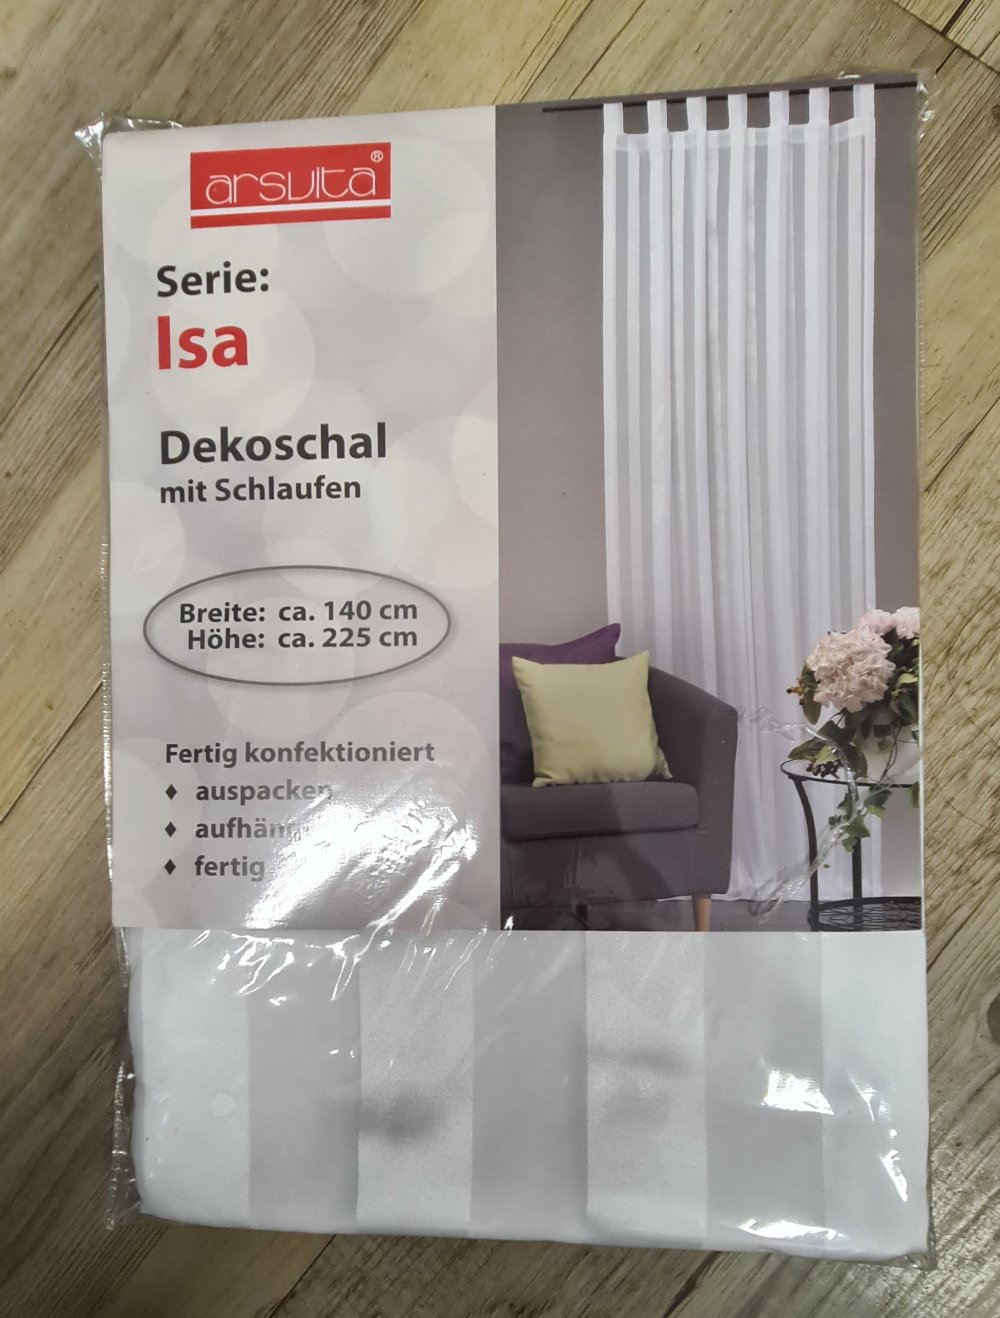 arsvita®
Serie:
Isa
Dekoschal
mit Schlaufen
Breite: ca. 140 cm
Höhe: ca. 225 cm
Fertig konfektioniert
♦ auspacken
♦
♦ fertig